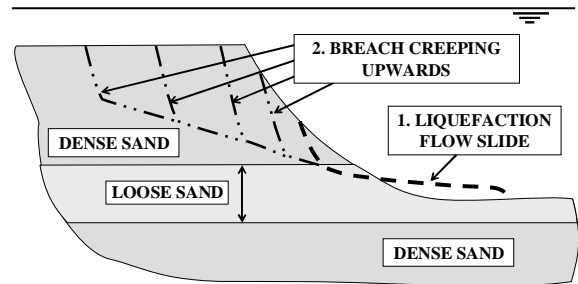 2. BREACH CREEPING
UPWARDS
1. LIQUEFACTION
FLOW SLIDE
DENSE SAND
LOOSE SAND
DENSE SAND